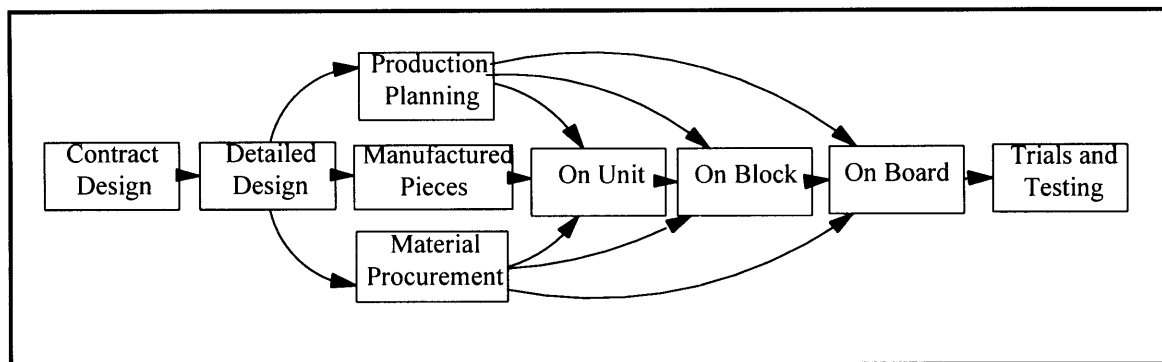 Production
Planning
Contract
Design
Detailed
Design
Manufactured
Pieces
On Unit
On Block
On Board
Trials and
Testing
Material
Procurement